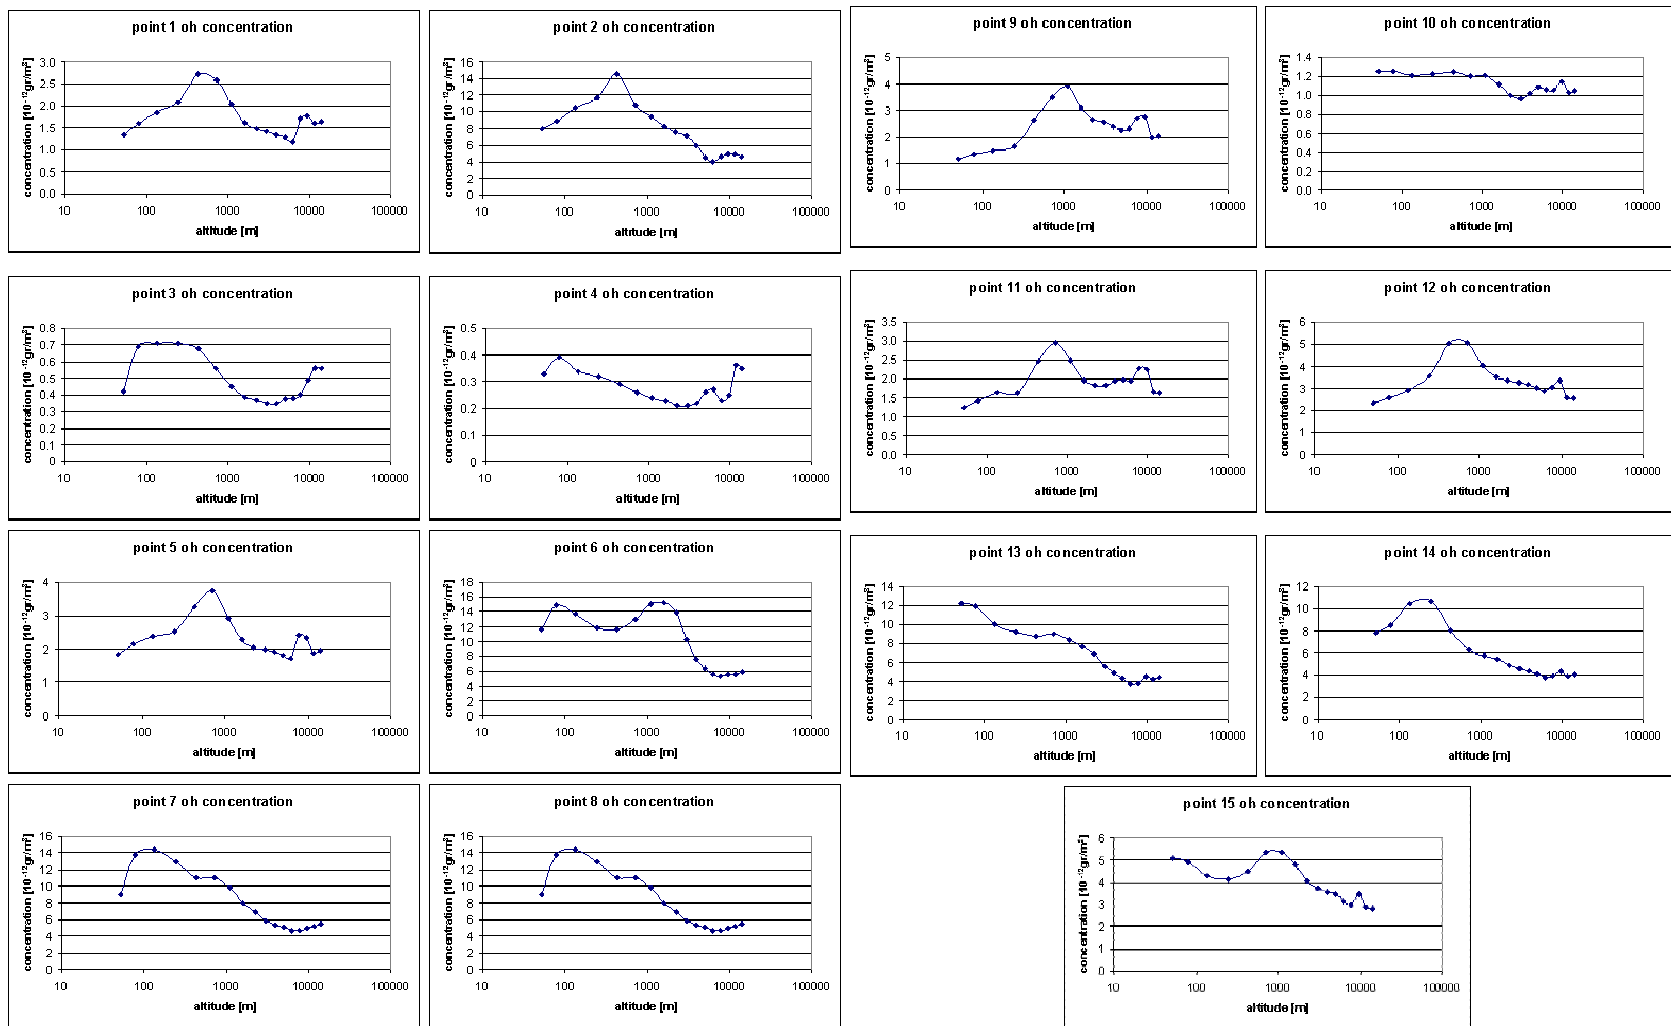 point 1 oh concentration
concentration [10⁻¹²gr/m³]
3.0
2.5
2.0
1.5
1.0
0.5
0.0
10 100 1000 10000 100000
altitude [m]
point 2 oh concentration
concentration [10⁻¹²gr/m³]
16
14
12
10
8
6
4
2
0
10 100 1000 10000 100000
altitude [m]
point 9 oh concentration
concentration [10⁻¹²gr/m³]
5
4
3
2
1
0
10 100 1000 10000 100000
altitude [m]
point 10 oh concentration
concentration [10⁻¹²gr/m³]
1.4
1.2
1.0
0.8
0.6
0.4
0.2
0.0
10 100 1000 10000 100000
altitude [m]
point 3 oh concentration
concentration [10⁻¹²gr/m³]
0.8
0.7
0.6
0.5
0.4
0.3
0.2
0.1
0
10 100 1000 10000 100000
altitude [m]
point 4 oh concentration
concentration [10⁻¹²gr/m³]
0.5
0.4
0.3
0.2
0.1
0
10 100 1000 10000 100000
altitude [m]
point 11 oh concentration
concentration [10⁻¹²gr/m³]
3.5
3.0
2.5
2.0
1.5
1.0
0.5
0.0
10 100 1000 10000 100000
altitude [m]
point 12 oh concentration
concentration [10⁻¹²gr/m³]
6
5
4
3
2
1
0
10 100 1000 10000 100000
altitude [m]
point 5 oh concentration
concentration [10⁻¹²gr/m³]
4
3
2
1
0
10 100 1000 10000 100000
altitude [m]
point 6 oh concentration
concentration [10⁻¹²gr/m³]
18
16
14
12
10
8
6
4
2
0
10 100 1000 10000 100000
altitude [m]
point 13 oh concentration
concentration [10⁻¹²gr/m³]
14
12
10
8
6
4
2
0
10 100 1000 10000 100000
altitude [m]
point 14 oh concentration
concentration [10⁻¹²gr/m³]
12
10
8
6
4
2
0
10 100 1000 10000 100000
altitude [m]
point 7 oh concentration
concentration [10⁻¹²gr/m³]
16
14
12
10
8
6
4
2
0
10 100 1000 10000 100000
altitude [m]
point 8 oh concentration
concentration [10⁻¹²gr/m³]
16
14
12
10
8
6
4
2
0
10 100 1000 10000 100000
altitude [m]
point 15 oh concentration
concentration [10⁻¹²gr/m³]
6
5
4
3
2
1
0
10 100 1000 10000 100000
altitude [m]